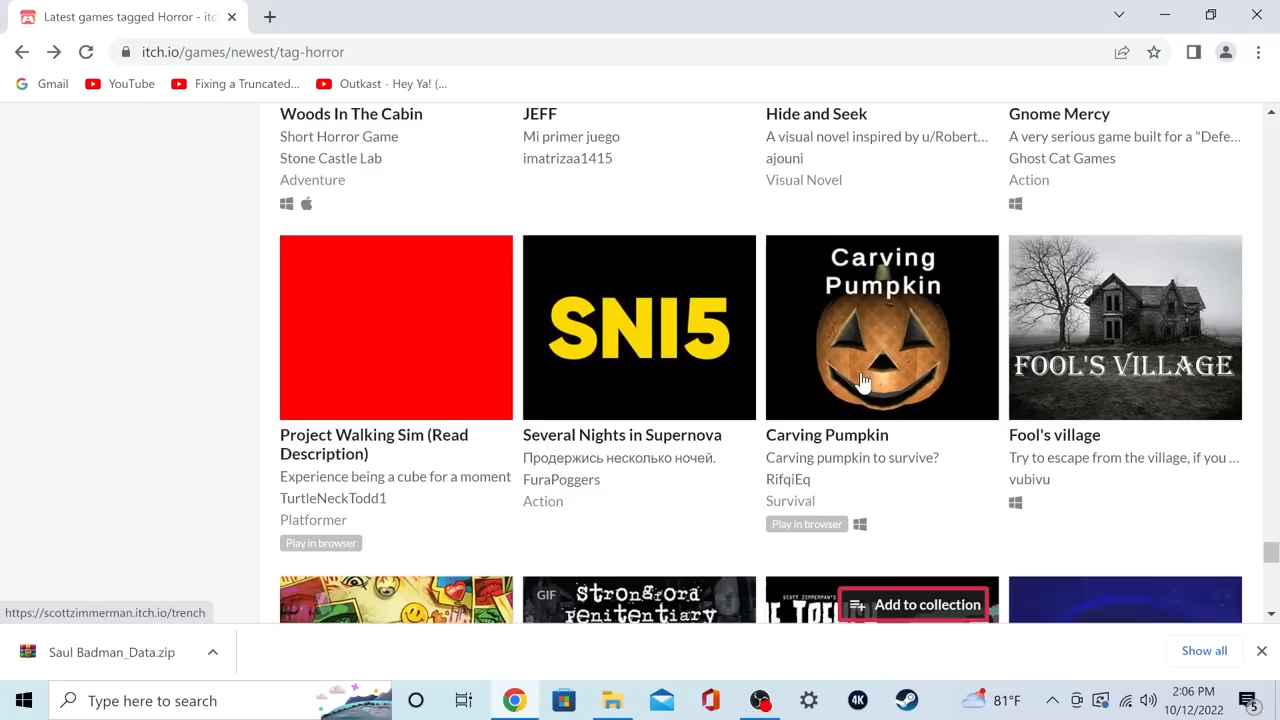 Latest games tagged Horror - itc
itch.io/games/newest/tag-horror
Gmail
YouTube
Fixing a Truncated...
Outkast - Hey Ya! (...
Woods In The Cabin
Short Horror Game
Stone Castle Lab
Adventure
JEFF
Mi primer juego
imatrizaa1415
Hide and Seek
A visual novel inspired by u/Robert...
ajouni
Visual Novel
Gnome Mercy
A very serious game built for a "Defe...
Ghost Cat Games
Action
SNI5
Carving
Pumpkin
FOOL'S VILLAGE
Project Walking Sim (Read
Description)
Experience being a cube for a moment
TurtleNeckTodd1
Platformer
Play in browser
Several Nights in Supernova
Продержись несколько ночей.
FuraPoggers
Action
Carving Pumpkin
Carving pumpkin to survive?
RifqiEq
Survival
Play in browser
Fool's village
Try to escape from the village, if you ...
vubivu
GIF
Strongford
penitentiary
SCOTT ZIMMERMAN'S
Add to collection
https://scottzimmerman.itch.io/trench
Saul Badman_Data.zip
Show all
Type here to search
4K
81°F
2:06 PM
10/12/2022
5